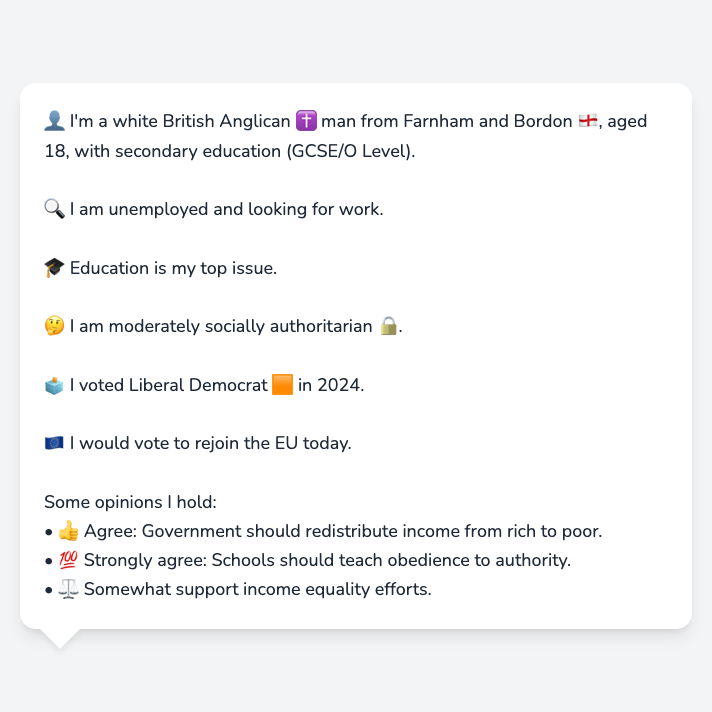 👤 I'm a white British Anglican ✝️ man from Farnham and Bordon 🏴󠁧󠁢󠁥󠁮󠁧󠁿, aged
18, with secondary education (GCSE/O Level).
🔍 I am unemployed and looking for work.
🎓 Education is my top issue.
🤔 I am moderately socially authoritarian 🔒.
🗳️ I voted Liberal Democrat 🟧 in 2024.
🇪🇺 I would vote to rejoin the EU today.
Some opinions I hold:
• 👍 Agree: Government should redistribute income from rich to poor.
• 💯 Strongly agree: Schools should teach obedience to authority.
• ⚖️ Somewhat support income equality efforts.